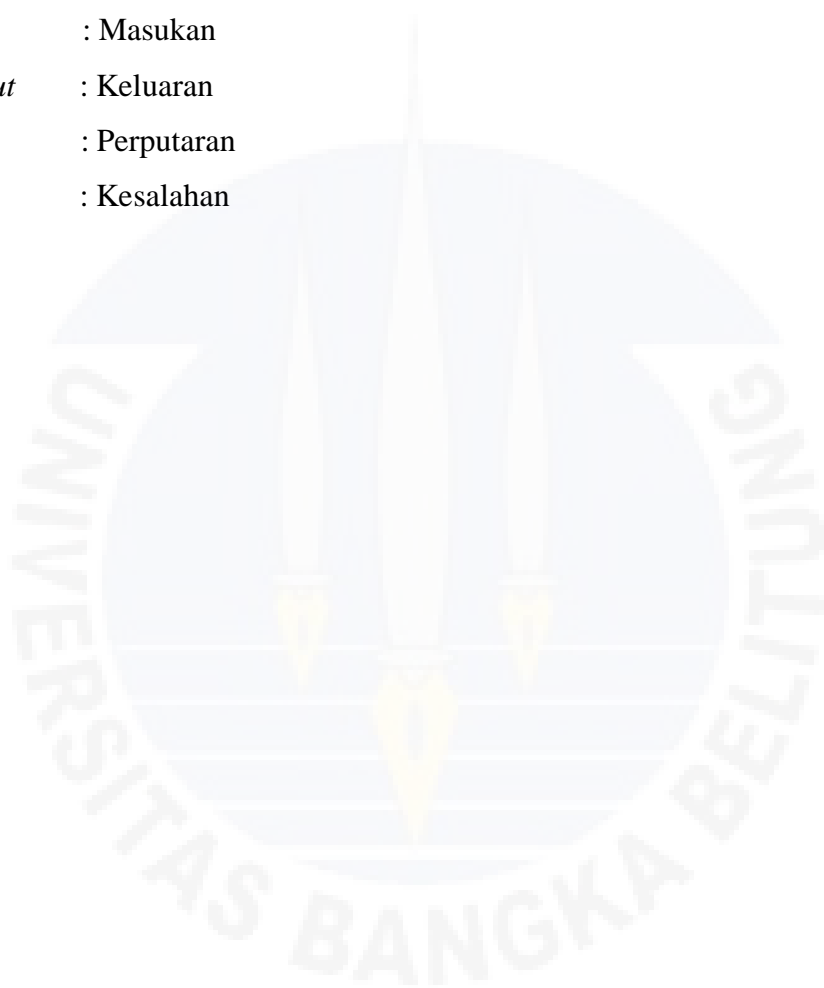 : Masukan
ut : Keluaran
: Perputaran
: Kesalahan
UNIVERSITAS BANGKA BELITUNG